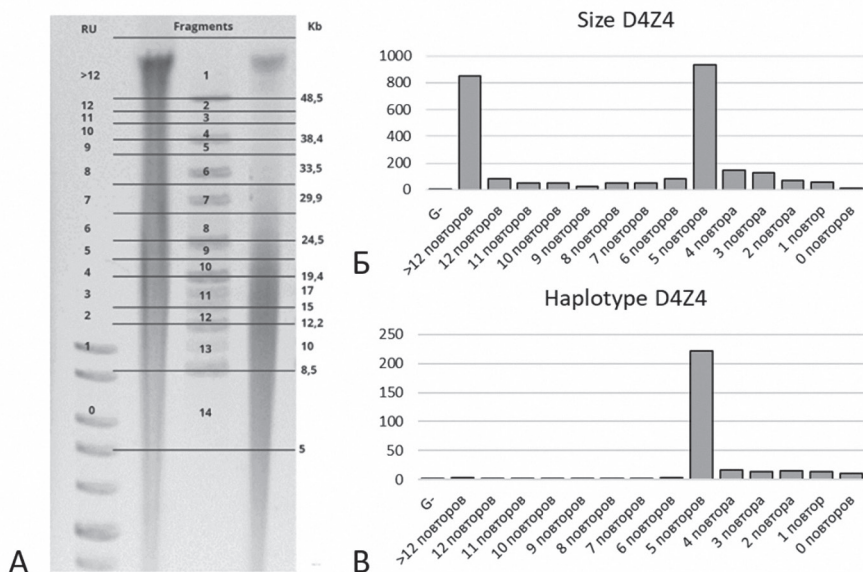 RU Fragments Kb
>12 1
48,5
12 2
11 3
10 4 38,4
9 5
33,5
8 6
7 7 29,9
6 8
24,5
5 9
4 10 19,4
3 11 17
15
2 12 12,2
1 13 10
8,5
0 14
5
А
Size D4Z4
1000
800
600
400
200
0
G-
>12 повторов
12 повторов
11 повторов
10 повторов
9 повторов
8 повторов
7 повторов
6 повторов
5 повторов
4 повтора
3 повтора
2 повтора
1 повтор
0 повторов
Б
Haplotype D4Z4
250
200
150
100
50
0
G-
>12 повторов
12 повторов
11 повторов
10 повторов
9 повторов
8 повторов
7 повторов
6 повторов
5 повторов
4 повтора
3 повтора
2 повтора
1 повтор
0 повторов
В